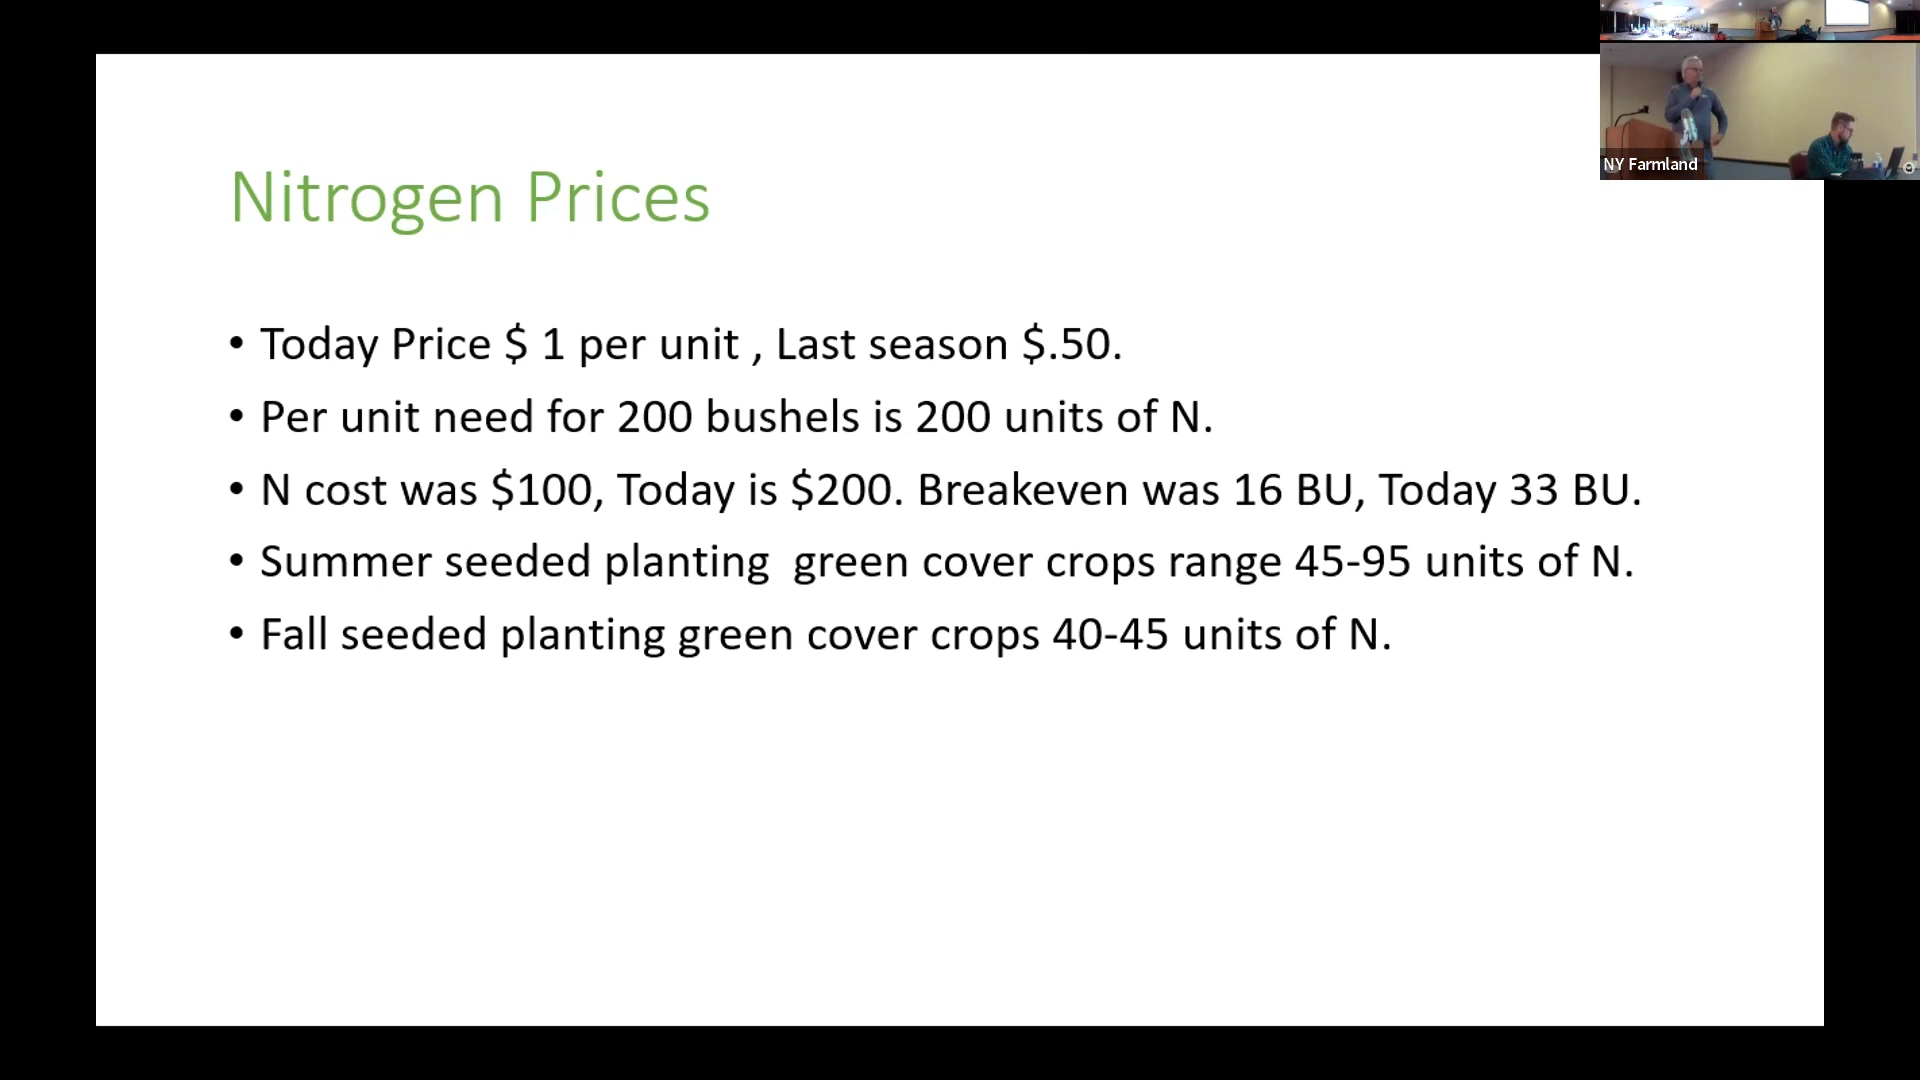 NY Farmland
Nitrogen Prices
• Today Price $ 1 per unit , Last season $.50.
• Per unit need for 200 bushels is 200 units of N.
• N cost was $100, Today is $200. Breakeven was 16 BU, Today 33 BU.
• Summer seeded planting  green cover crops range 45-95 units of N.
• Fall seeded planting green cover crops 40-45 units of N.